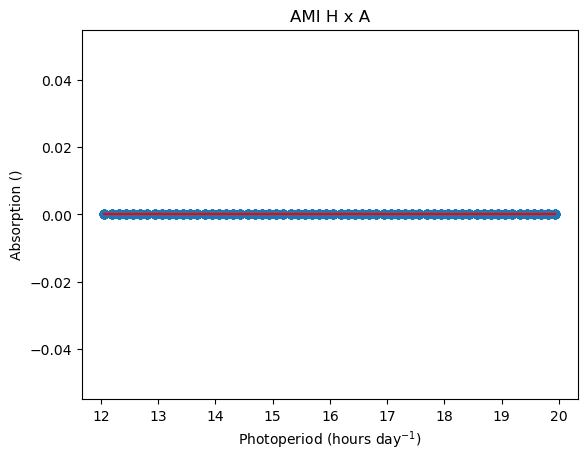 AMI H x A
0.04
0.02
0.00
−0.02
−0.04
Absorption ()
12 13 14 15 16 17 18 19 20
Photoperiod (hours day⁻¹)